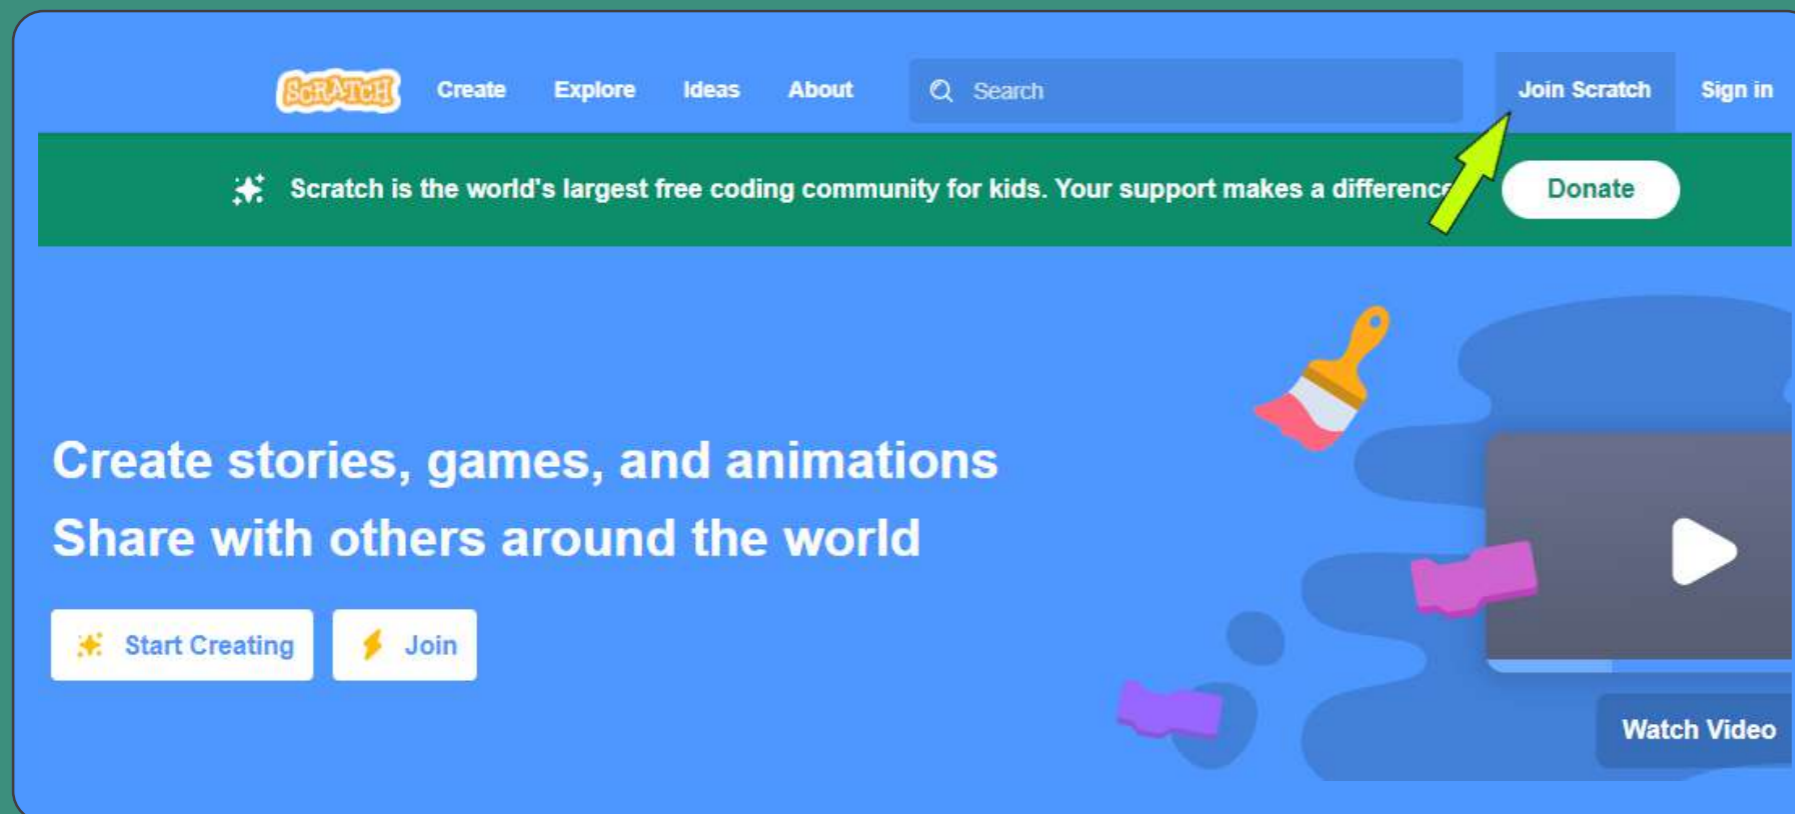 SCRATCH Create Explore Ideas About Search Join Scratch Sign in
Scratch is the world's largest free coding community for kids. Your support makes a difference Donate
Create stories, games, and animations
Share with others around the world
Start Creating Join
Watch Video